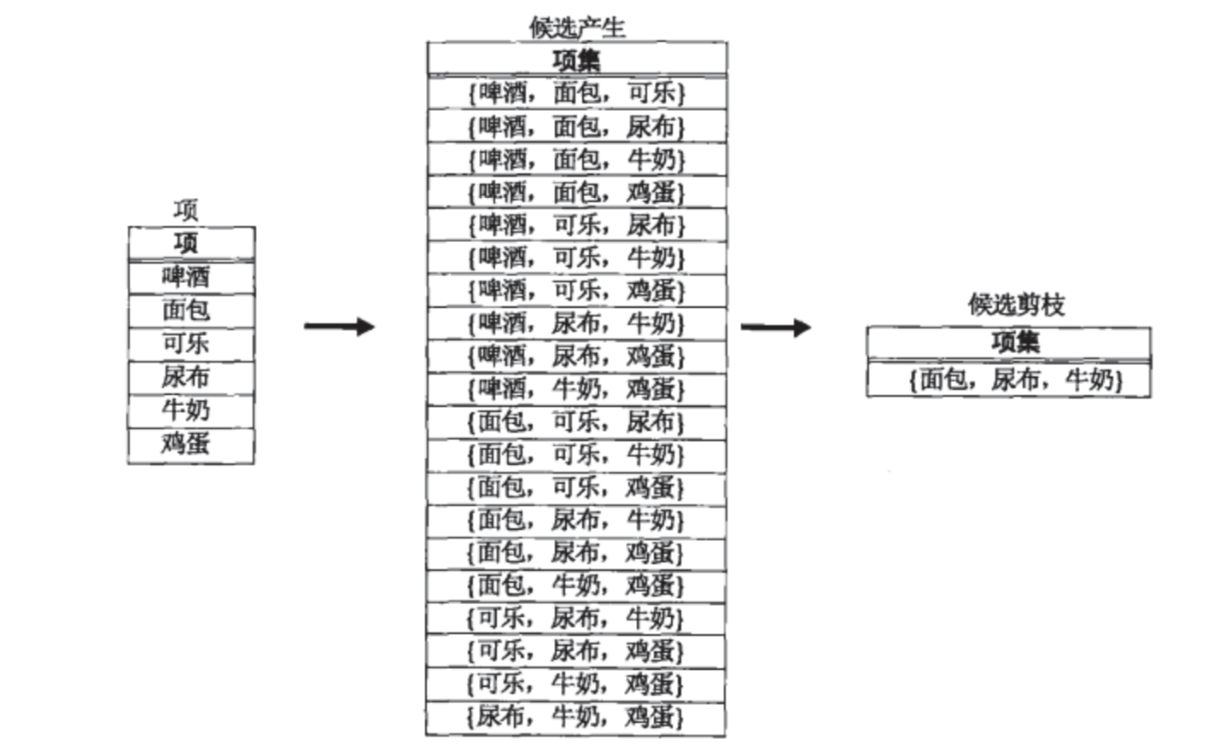 项
项
啤酒
面包
可乐
尿布
牛奶
鸡蛋
候选产生
项集
{啤酒，面包，可乐}
{啤酒，面包，尿布}
{啤酒，面包，牛奶}
{啤酒，面包，鸡蛋}
{啤酒，可乐，尿布}
{啤酒，可乐，牛奶}
{啤酒，可乐，鸡蛋}
{啤酒，尿布，牛奶}
{啤酒，尿布，鸡蛋}
{啤酒，牛奶，鸡蛋}
{面包，可乐，尿布}
{面包，可乐，牛奶}
{面包，可乐，鸡蛋}
{面包，尿布，牛奶}
{面包，尿布，鸡蛋}
{面包，牛奶，鸡蛋}
{可乐，尿布，牛奶}
{可乐，尿布，鸡蛋}
{可乐，牛奶，鸡蛋}
{尿布，牛奶，鸡蛋}
候选剪枝
项集
{面包，尿布，牛奶}